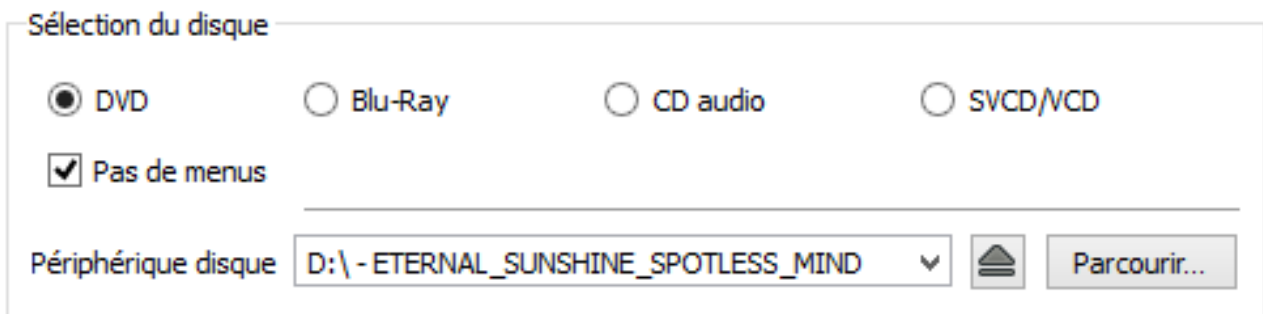 Sélection du disque
DVD Blu-Ray CD audio SVCD/VCD
Pas de menus
Périphérique disque D:\ - ETERNAL_SUNSHINE_SPOTLESS_MIND Parcourir...